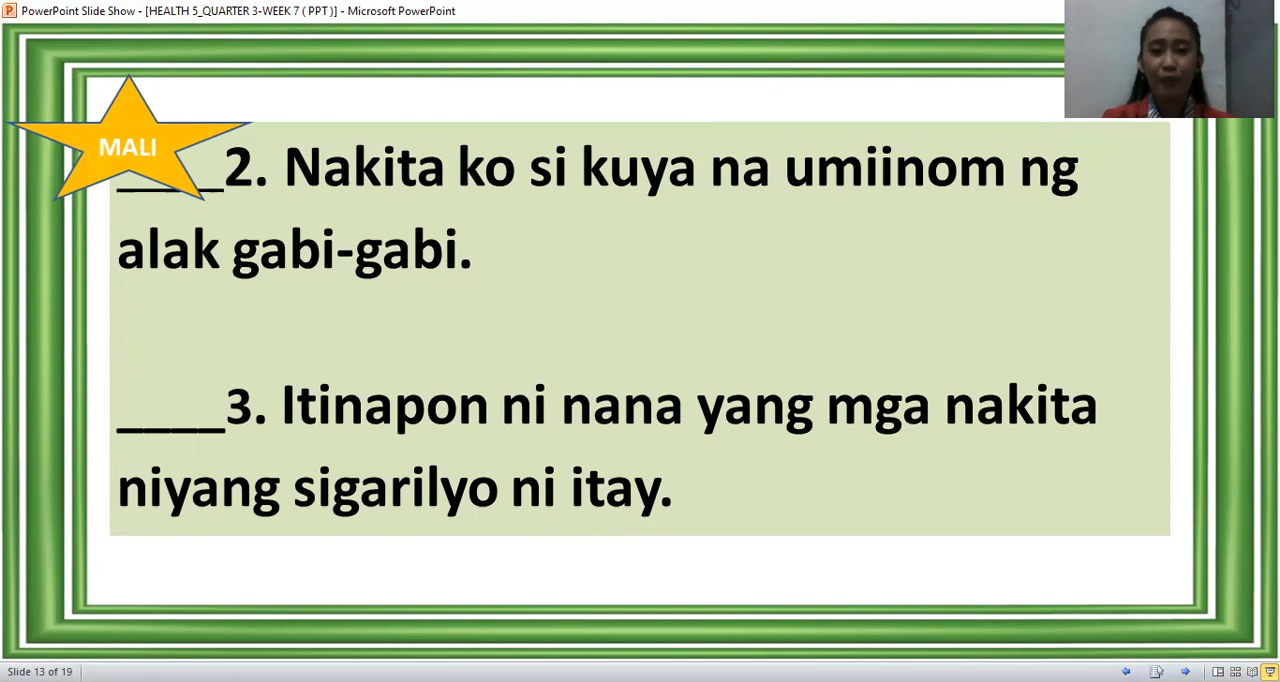 PowerPoint Slide Show - [HEALTH 5_QUARTER 3-WEEK 7 ( PPT )] - Microsoft PowerPoint
MALI
____2. Nakita ko si kuya na umiinom ng
alak gabi-gabi.
____3. Itinapon ni nana yang mga nakita
niyang sigarilyo ni itay.
Slide 13 of 19